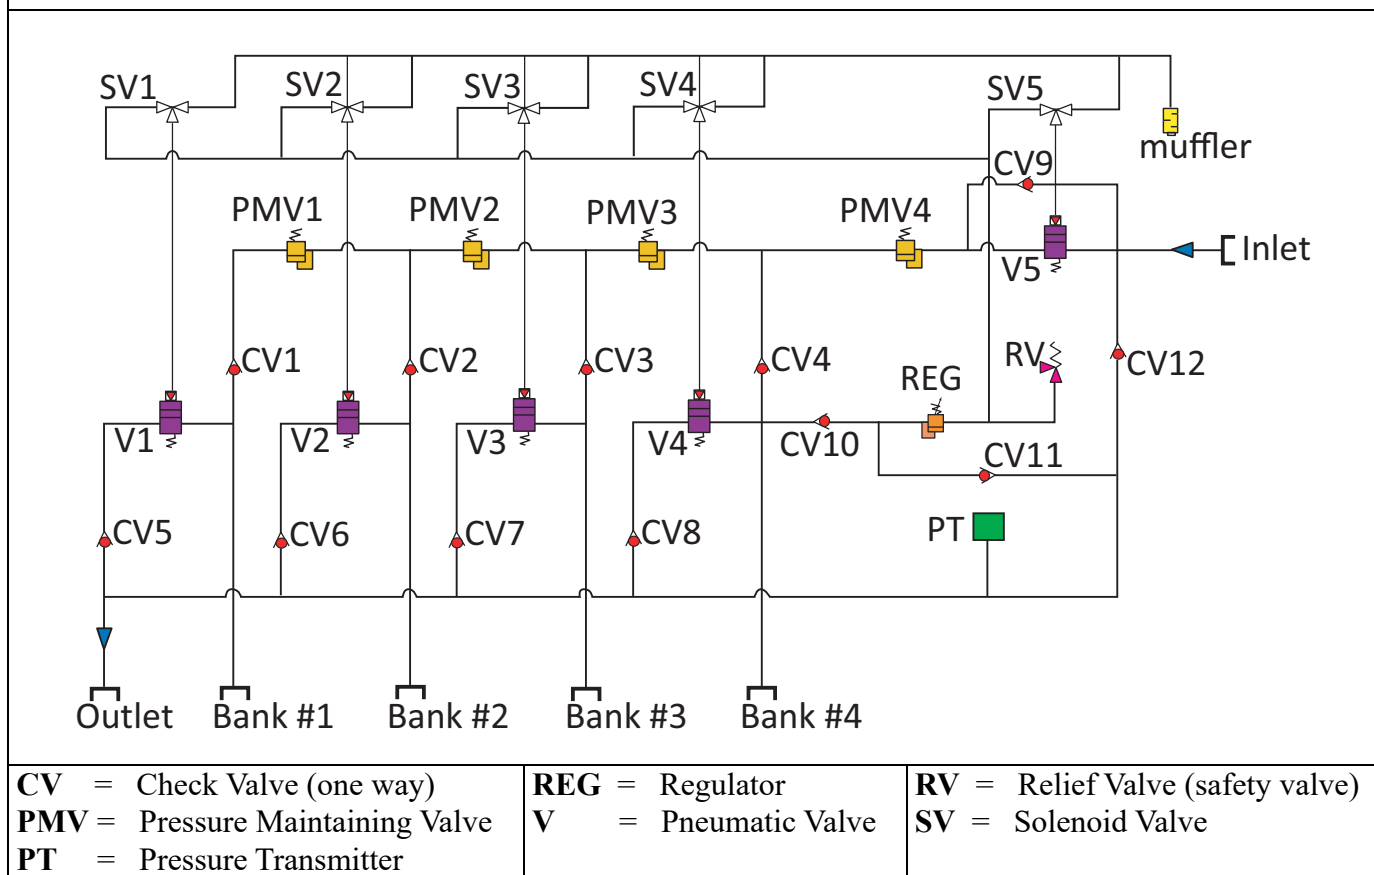 SV1
SV2
SV3
SV4
SV5
muffler
CV9
PMV1
PMV2
PMV3
PMV4
Inlet
V5
CV1
CV2
CV3
CV4
REG
RV
CV12
V1
V2
V3
V4
CV10
CV11
CV5
CV6
CV7
CV8
PT
Outlet
Bank #1
Bank #2
Bank #3
Bank #4
CV = Check Valve (one way)
PMV = Pressure Maintaining Valve
PT = Pressure Transmitter
REG = Regulator
V = Pneumatic Valve
RV = Relief Valve (safety valve)
SV = Solenoid Valve